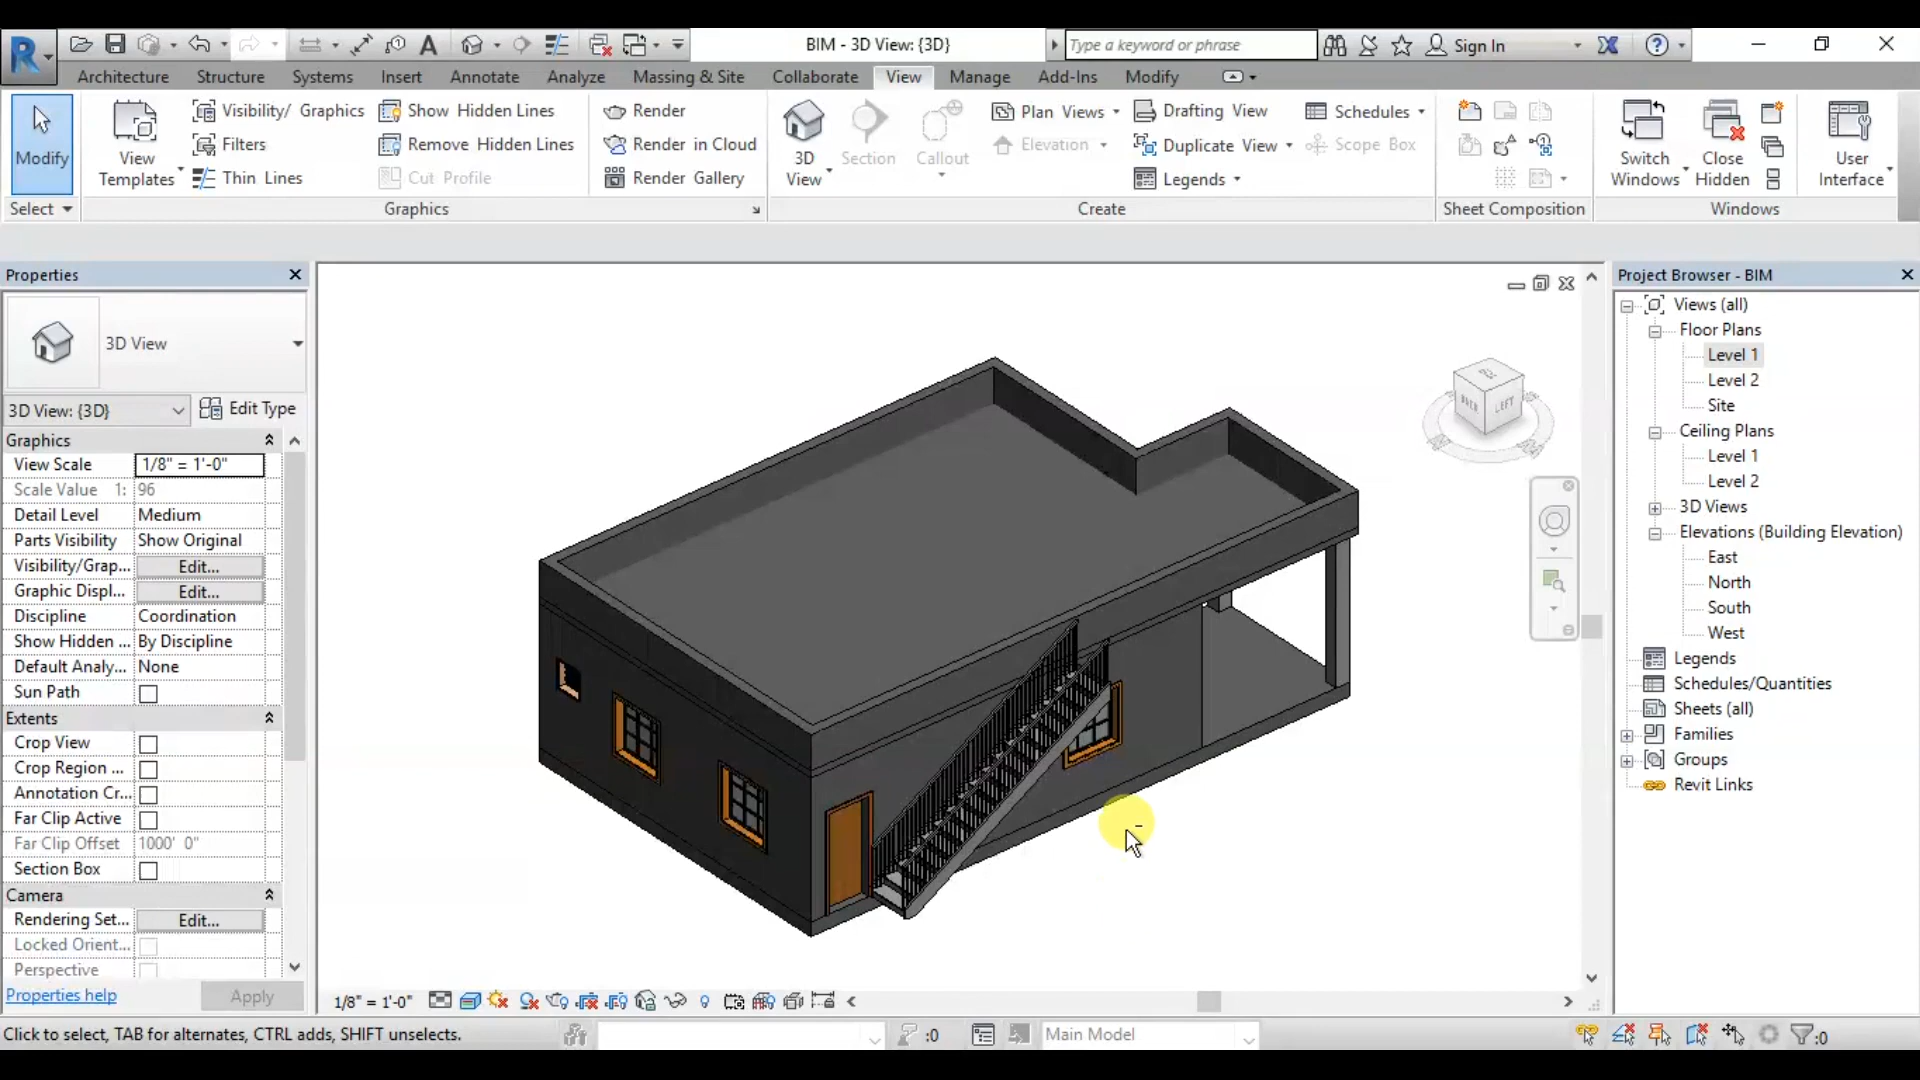 BIM - 3D View: {3D}
Type a keyword or phrase
Sign In
Architecture Structure Systems Insert Annotate Analyze Massing & Site Collaborate View Manage Add-Ins Modify
Modify
Select
View Templates
Visibility/ Graphics
Filters
Thin Lines
Show Hidden Lines
Remove Hidden Lines
Cut Profile
Graphics
Render
Render in Cloud
Render Gallery
3D View
Section
Callout
Plan Views
Elevation
Drafting View
Duplicate View
Legends
Schedules
Scope Box
Create
Sheet Composition
Switch Windows
Close Hidden
User Interface
Windows
Properties
3D View
3D View: {3D}
Edit Type
Graphics
View Scale 1/8" = 1'-0"
Scale Value 1: 96
Detail Level Medium
Parts Visibility Show Original
Visibility/Grap... Edit...
Graphic Displ... Edit...
Discipline Coordination
Show Hidden ... By Discipline
Default Analy... None
Sun Path
Extents
Crop View
Crop Region ...
Annotation Cr...
Far Clip Active
Far Clip Offset 1000' 0"
Section Box
Camera
Rendering Set... Edit...
Locked Orient...
Perspective
Properties help
Apply
BACK
LEFT
1/8" = 1'-0"
Project Browser - BIM
Views (all)
Floor Plans
Level 1
Level 2
Site
Ceiling Plans
Level 1
Level 2
3D Views
Elevations (Building Elevation)
East
North
South
West
Legends
Schedules/Quantities
Sheets (all)
Families
Groups
Revit Links
Click to select, TAB for alternates, CTRL adds, SHIFT unselects.
:0
Main Model
:0